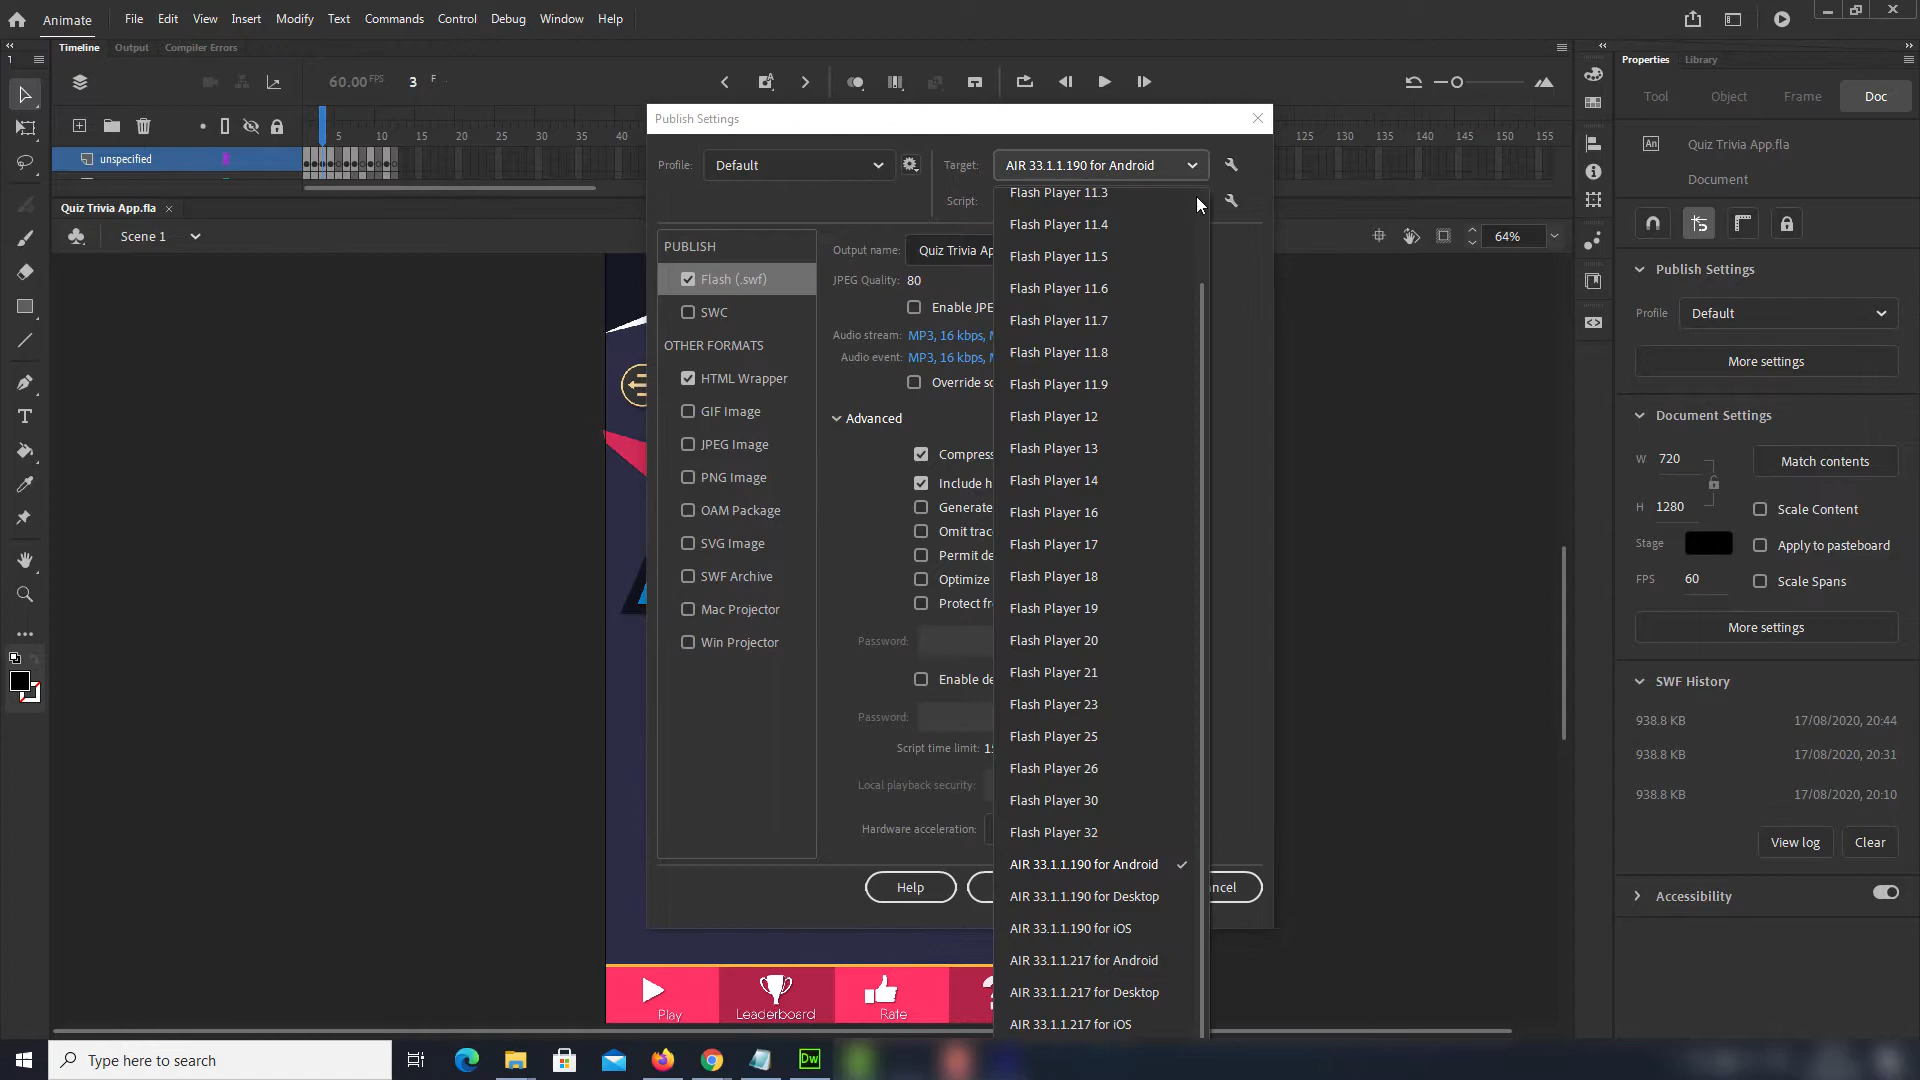 Animate File Edit View Insert Modify Text Commands Control Debug Window Help
Timeline Output Compiler Errors
Properties Library
60.00 FPS 3 F
Tool Object Frame Doc
5 10 15 20 25 30 35 40 125 130 135 140 145 150 155
unspecified
Quiz Trivia App.fla
Scene 1
64%
Publish Settings
Profile: Default
Target: AIR 33.1.1.190 for Android
Script:
PUBLISH
Flash (.swf)
SWC
OTHER FORMATS
HTML Wrapper
GIF Image
JPEG Image
PNG Image
OAM Package
SVG Image
SWF Archive
Mac Projector
Win Projector
Output name: Quiz Trivia Ap
JPEG Quality: 80
Enable JPE
Audio stream: MP3, 16 kbps,
Audio event: MP3, 16 kbps,
Override so
Advanced
Compress
Include h
Generate
Omit trac
Permit de
Optimize
Protect fr
Password:
Enable de
Password:
Script time limit: 15
Local playback security:
Hardware acceleration:
Help
ncel
Flash Player 11.3
Flash Player 11.4
Flash Player 11.5
Flash Player 11.6
Flash Player 11.7
Flash Player 11.8
Flash Player 11.9
Flash Player 12
Flash Player 13
Flash Player 14
Flash Player 16
Flash Player 17
Flash Player 18
Flash Player 19
Flash Player 20
Flash Player 21
Flash Player 23
Flash Player 25
Flash Player 26
Flash Player 30
Flash Player 32
AIR 33.1.1.190 for Android
AIR 33.1.1.190 for Desktop
AIR 33.1.1.190 for iOS
AIR 33.1.1.217 for Android
AIR 33.1.1.217 for Desktop
AIR 33.1.1.217 for iOS
An Quiz Trivia App.fla
Document
Publish Settings
Profile Default
More settings
Document Settings
W 720 Match contents
H 1280 Scale Content
Stage Apply to pasteboard
FPS 60 Scale Spans
More settings
SWF History
938.8 KB 17/08/2020, 20:44
938.8 KB 17/08/2020, 20:31
938.8 KB 17/08/2020, 20:10
View log Clear
Accessibility
Play Leaderboard Rate
Type here to search
Dw